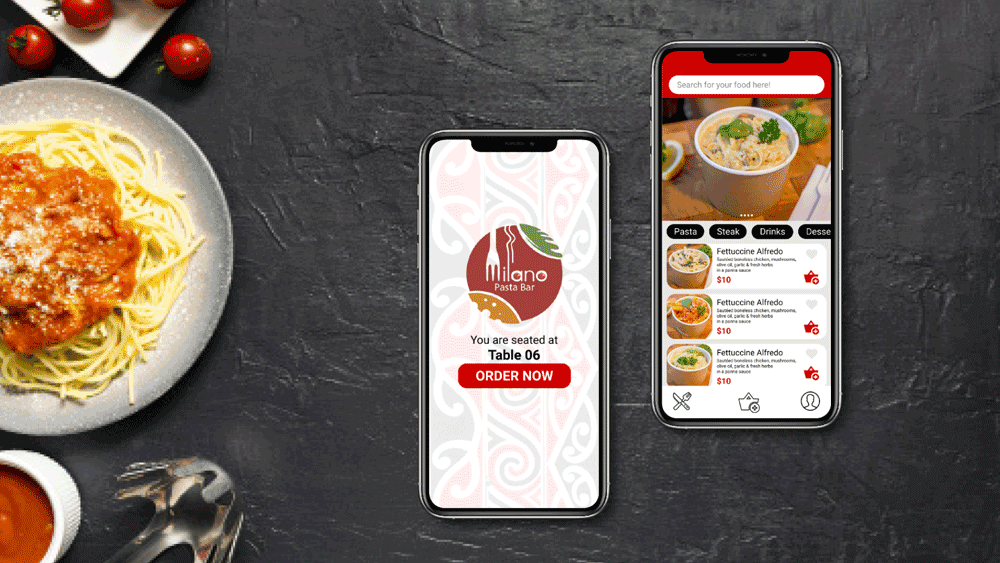 Milano
Pasta Bar
You are seated at
Table 06
ORDER NOW
Search for your food here!
Pasta
Steak
Drinks
Desse
Fettuccine Alfredo
Sautéed boneless chicken, mushrooms,
olive oil, garlic & fresh herbs
in a panna sauce
$10
Fettuccine Alfredo
Sautéed boneless chicken, mushrooms,
olive oil, garlic & fresh herbs
in a panna sauce
$10
Fettuccine Alfredo
Sautéed boneless chicken, mushrooms,
olive oil, garlic & fresh herbs
in a panna sauce
$10